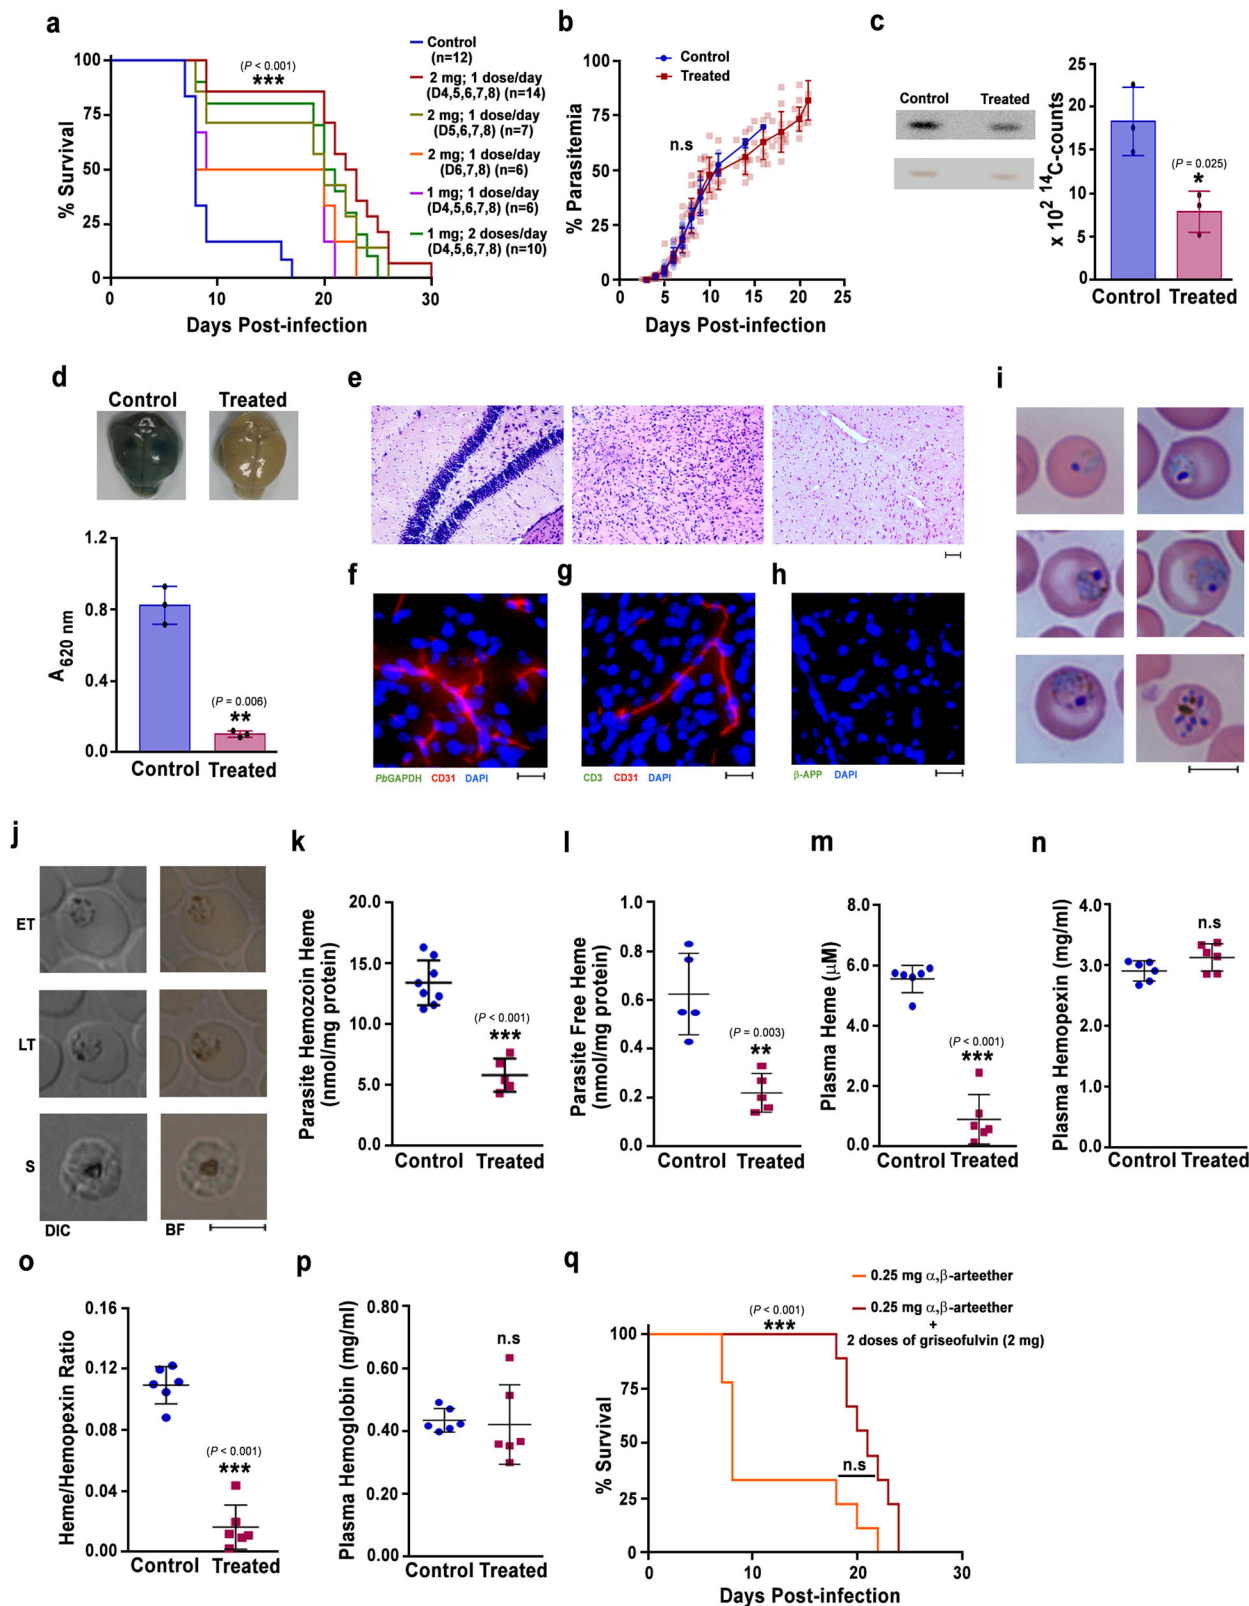 a
% Survival
100
75
50
25
0
0
10
20
30
Days Post-infection
(P < 0.001)
***
Control
(n=12)
2 mg; 1 dose/day
(D4,5,6,7,8) (n=14)
2 mg; 1 dose/day
(D5,6,7,8) (n=7)
2 mg; 1 dose/day
(D6,7,8) (n=6)
1 mg; 1 dose/day
(D4,5,6,7,8) (n=6)
1 mg; 2 doses/day
(D4,5,6,7,8) (n=10)
b
% Parasitemia
100
75
50
25
0
0
5
10
15
20
25
Days Post-infection
Control
Treated
n.s
c
Control
Treated
x 10² ¹⁴C-counts
25
20
15
10
5
0
(P = 0.025)
*
Control
Treated
d
Control
Treated
A620 nm
1.2
0.8
0.4
0.0
(P = 0.006)
**
Control
Treated
e
f
PbGAPDH CD31 DAPI
g
CD3 CD31 DAPI
h
β-APP DAPI
i
j
ET
LT
S
DIC
BF
k
Parasite Hemozoin Heme
(nmol/mg protein)
20.0
15.0
10.0
5.0
0.0
(P < 0.001)
***
Control
Treated
l
Parasite Free Heme
(nmol/mg protein)
1.0
0.8
0.6
0.4
0.2
0.0
(P = 0.003)
**
Control
Treated
m
Plasma Heme (μM)
8.0
6.0
4.0
2.0
0.0
(P < 0.001)
***
Control
Treated
n
Plasma Hemopexin (mg/ml)
4.0
3.0
2.0
1.0
0.0
n.s
Control
Treated
o
Heme/Hemopexin Ratio
0.16
0.12
0.08
0.04
0.00
(P < 0.001)
***
Control
Treated
p
Plasma Hemoglobin (mg/ml)
0.80
0.60
0.40
0.20
0.00
n.s
Control
Treated
q
0.25 mg α,β-arteether
0.25 mg α,β-arteether
+
2 doses of griseofulvin (2 mg)
% Survival
100
75
50
25
0
0
10
20
30
Days Post-infection
(P < 0.001)
***
n.s